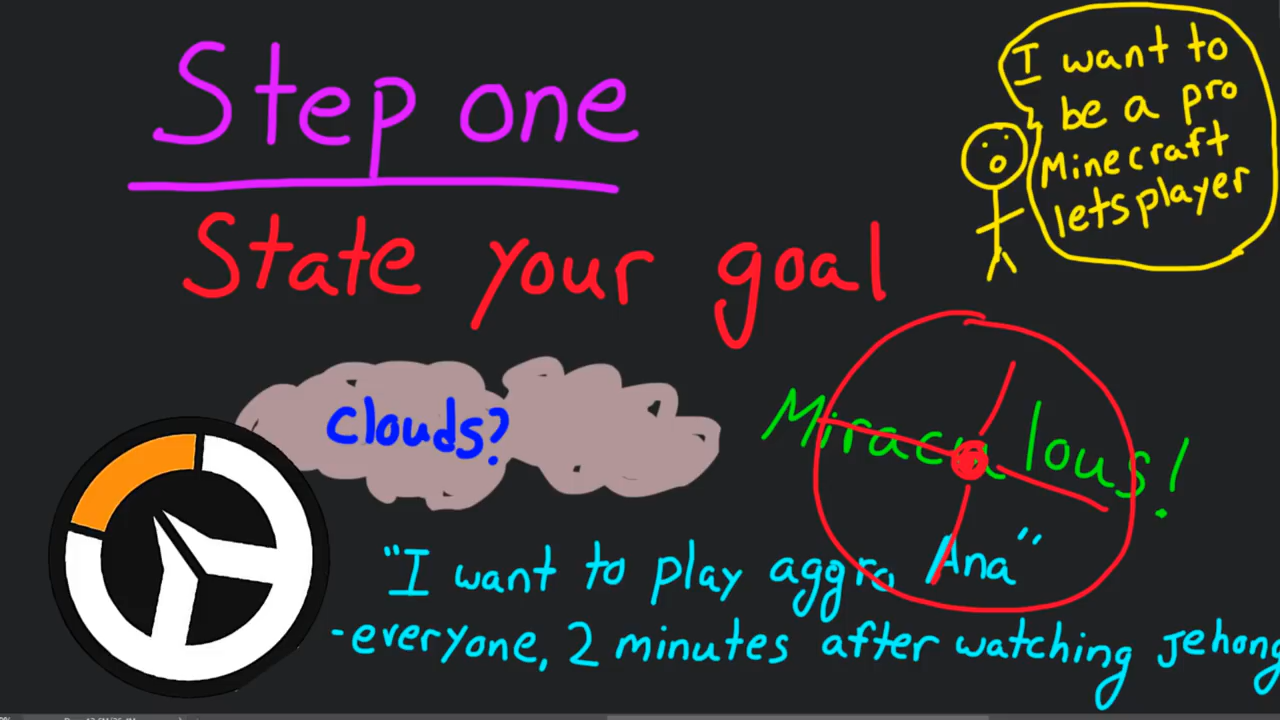 Step one
State your goal
I want to
be a pro
Minecraft
letsplayer
clouds?
Miraculous!
"I want to play aggro Ana"
-everyone, 2 minutes after watching jehong